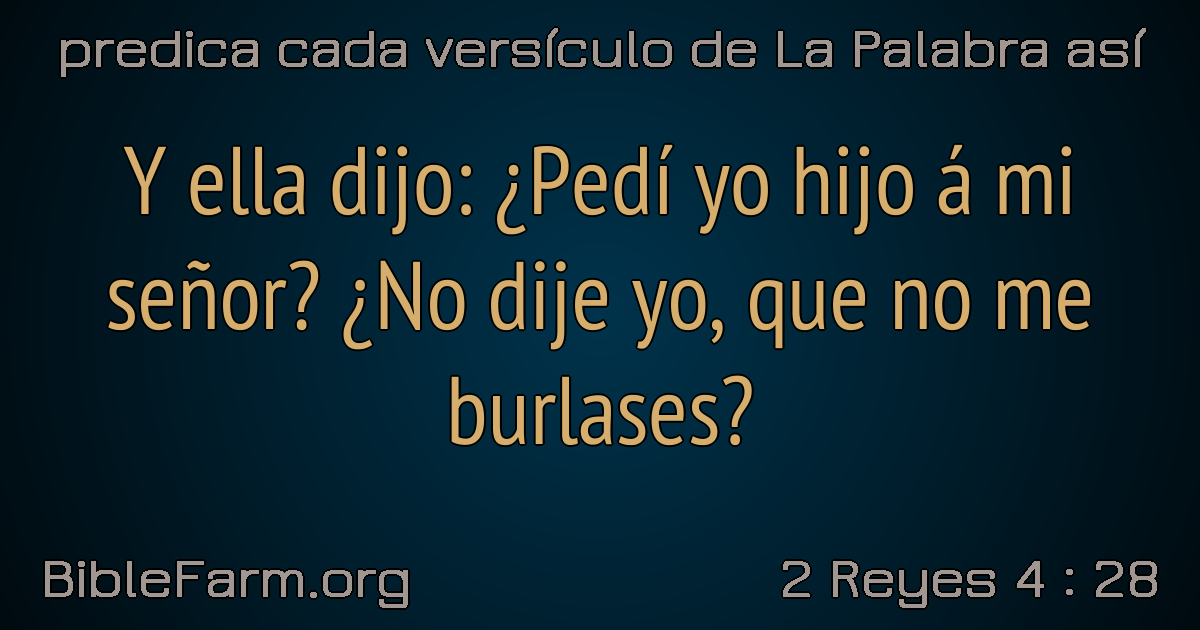 predica cada versículo de La Palabra así
Y ella dijo: ¿Pedí yo hijo á mi
señor? ¿No dije yo, que no me
burlases?
BibleFarm.org
2 Reyes 4 : 28